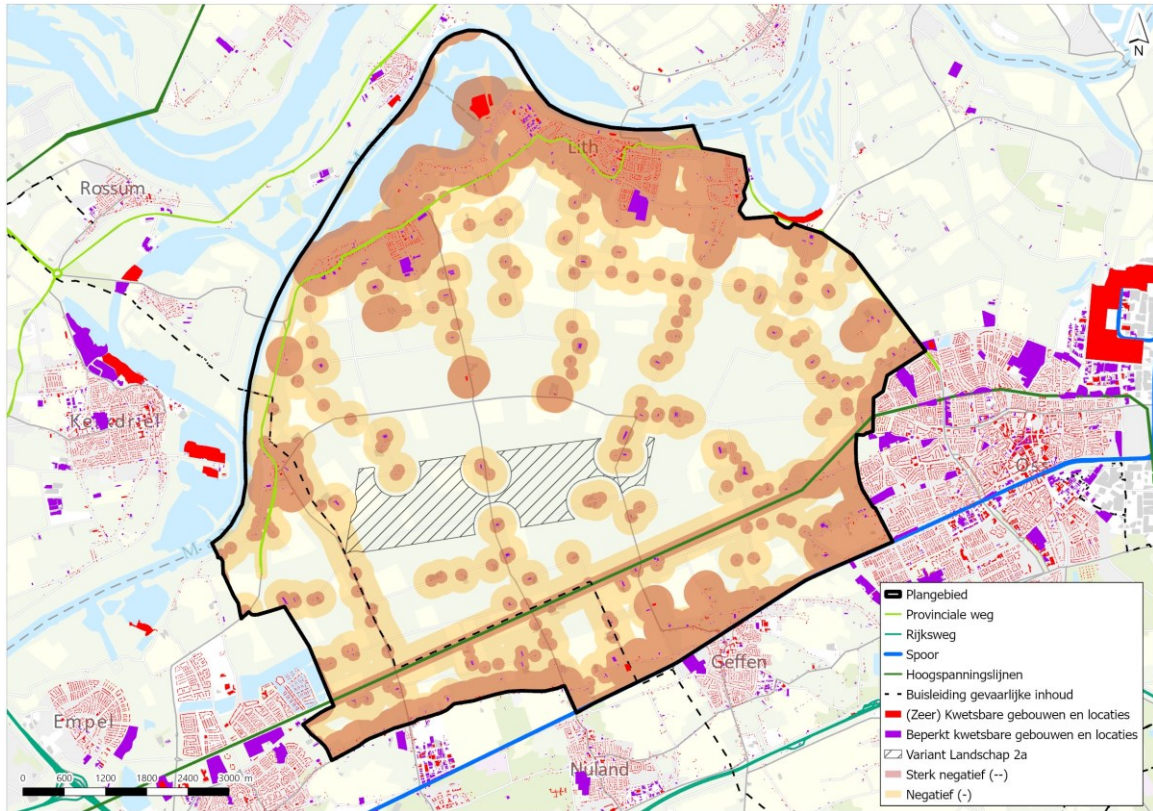 N
Lith
Rossum
Kerkdriel
Oss
Geffen
Empel
Nuland
0 600 1200 1800 2400 3000 m
Plangebied
Provinciale weg
Rijksweg
Spoor
Hoogspanningslijnen
Buisleiding gevaarlijke inhoud
(Zeer) Kwetsbare gebouwen en locaties
Beperkt kwetsbare gebouwen en locaties
Variant Landschap 2a
Sterk negatief (--)
Negatief (-)